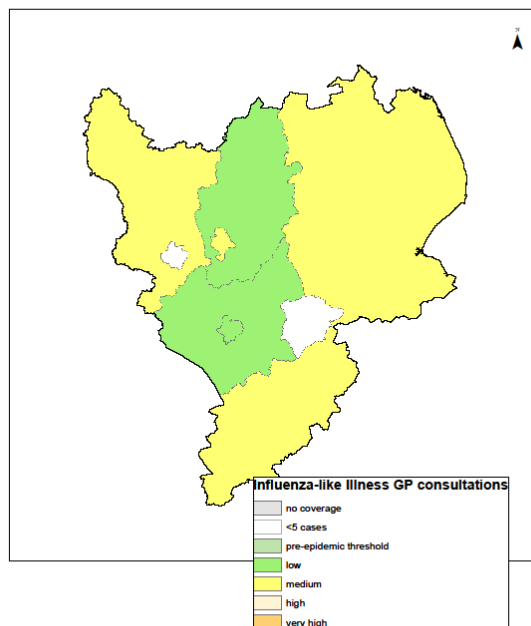 Influenza-like Illness GP consultations
no coverage
<5 cases
pre-epidemic threshold
low
medium
high
very high